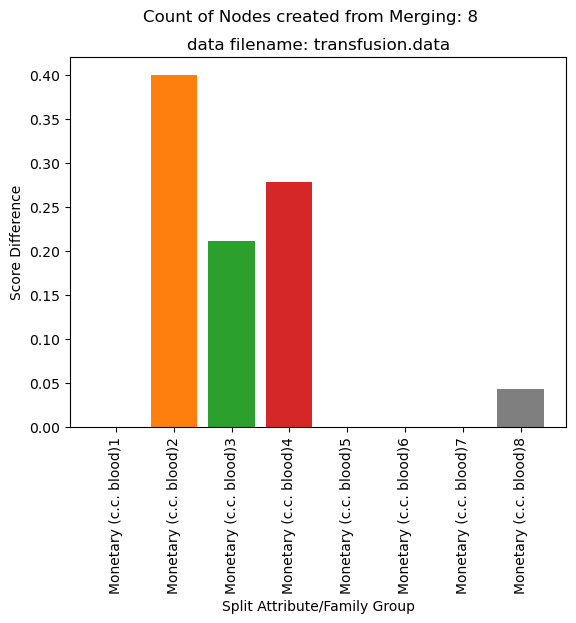 Count of Nodes created from Merging: 8
data filename: transfusion.data
Score Difference
0.40
0.35
0.30
0.25
0.20
0.15
0.10
0.05
0.00
Monetary (c.c. blood)1
Monetary (c.c. blood)2
Monetary (c.c. blood)3
Monetary (c.c. blood)4
Monetary (c.c. blood)5
Monetary (c.c. blood)6
Monetary (c.c. blood)7
Monetary (c.c. blood)8
Split Attribute/Family Group